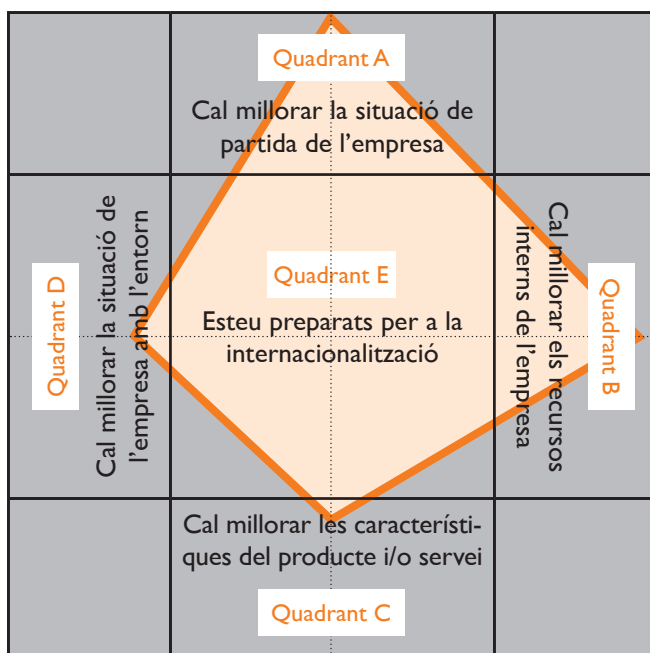 Quadrant A
Cal millorar la situació de
partida de l’empresa
Quadrant D
Cal millorar la situació de
l’empresa amb l’entorn
Quadrant E
Esteu preparats per a la
internacionalització
Cal millorar els recursos
interns de l’empresa
Quadrant B
Cal millorar les característi-
ques del producte i/o servei
Quadrant C